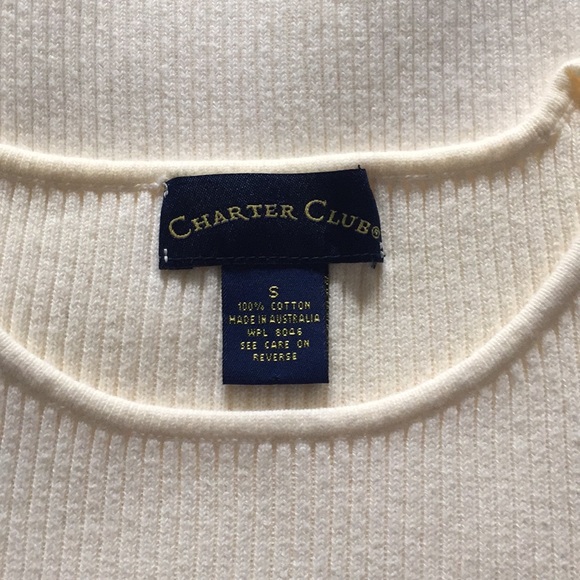 CHARTER CLUB®
S
100% COTTON
MADE IN AUSTRALIA
WPL 8046
SEE CARE ON
REVERSE